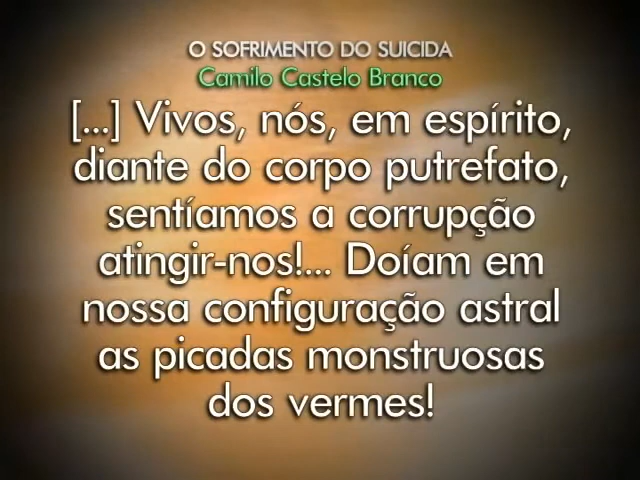 O SOFRIMENTO DO SUICIDA
Camilo Castelo Branco
[...] Vivos, nós, em espírito,
diante do corpo putrefato,
sentíamos a corrupção
atingir-nos!... Doíam em
nossa configuração astral
as picadas monstruosas
dos vermes!